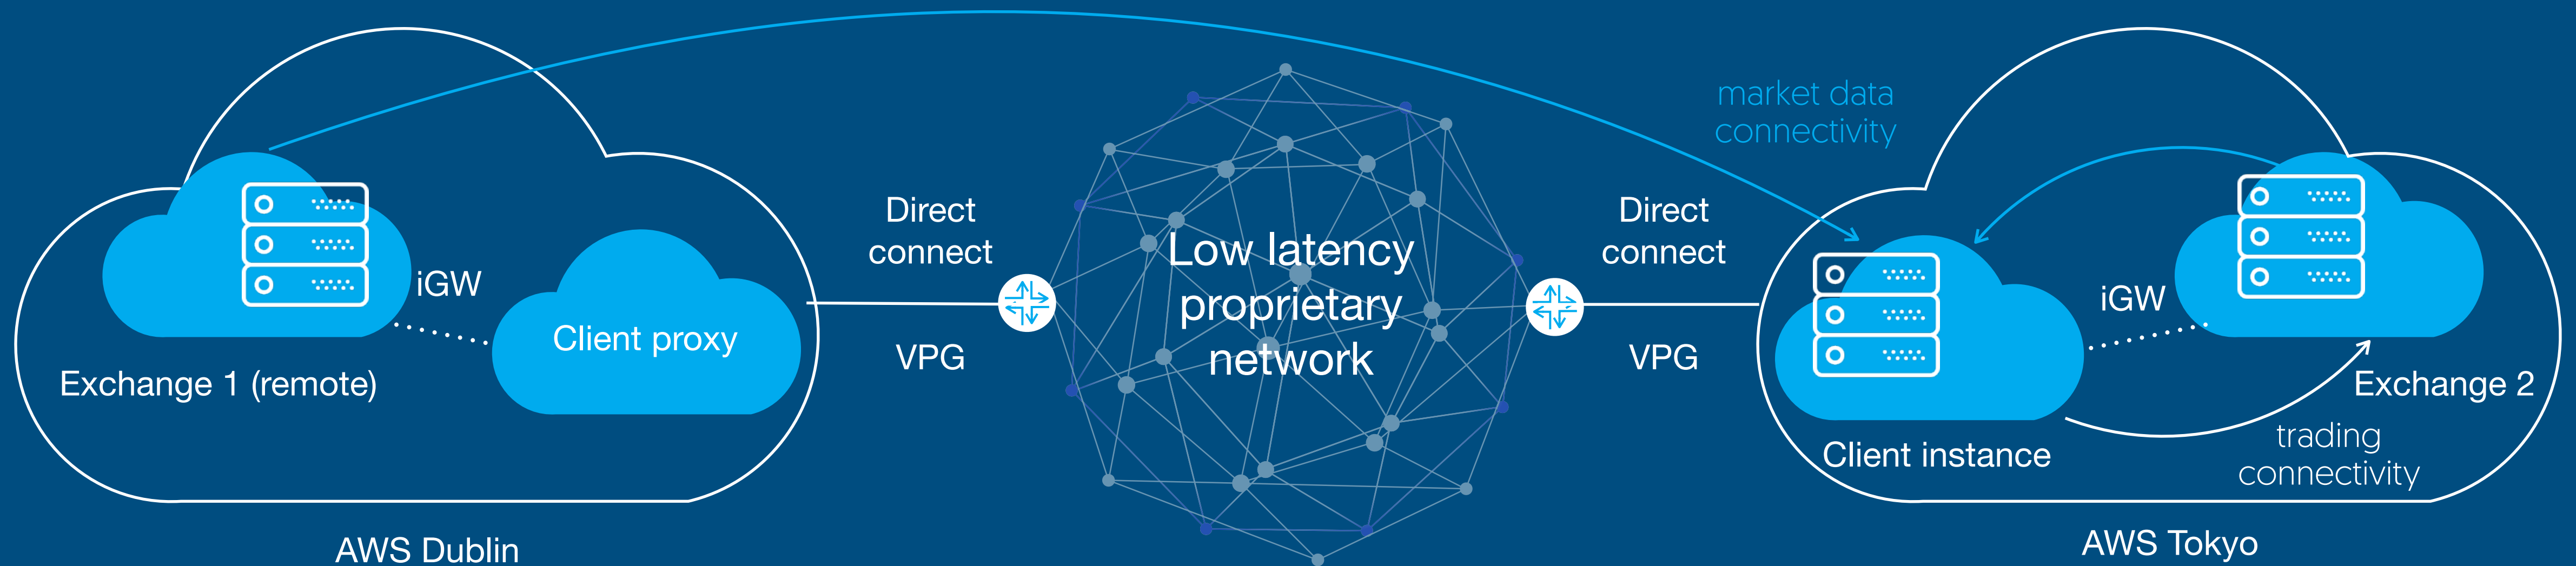 market data
connectivity
Direct
connect
Low latency
proprietary
network
Direct
connect
iGW
Client proxy
VPG
VPG
iGW
Exchange 1 (remote)
Exchange 2
Client instance
trading
connectivity
AWS Dublin
AWS Tokyo